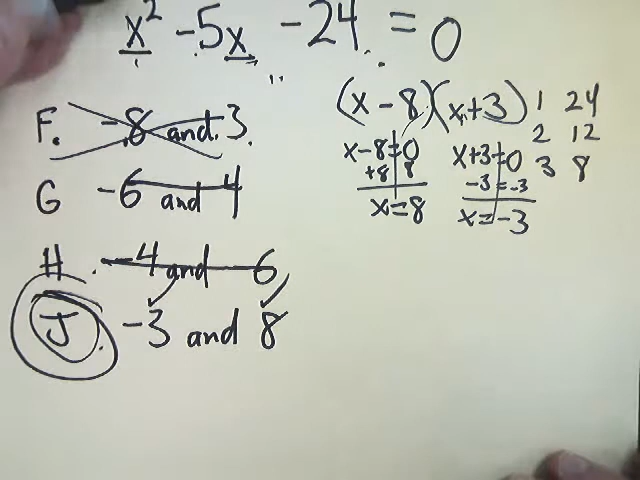 x² - 5x - 24 = 0
F. -8 and 3.
G -6 and 4
H. -4 and 6
J. -3 and 8
(x - 8)(x+3)
x - 8 = 0
+8 8
x = 8
x+3 = 0
-3 = -3
x = -3
1 24
2 12
3 8